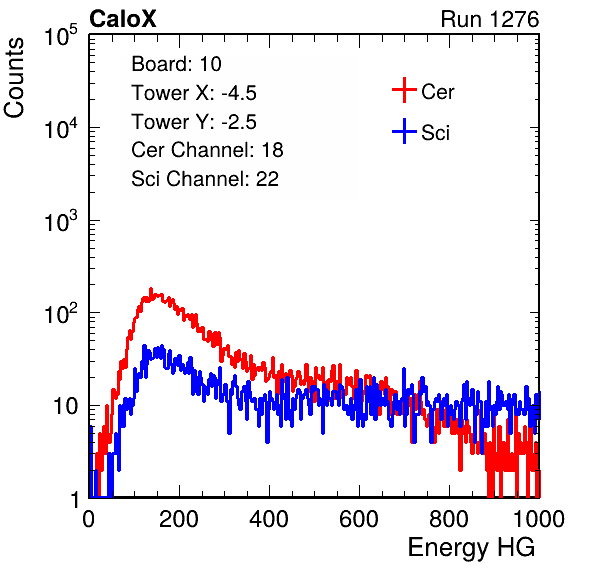 CaloX Run 1276
Counts
Board: 10
Tower X: -4.5
Tower Y: -2.5
Cer Channel: 18
Sci Channel: 22
Cer
Sci
10^5
10^4
10^3
10^2
10
1
0 200 400 600 800 1000
Energy HG